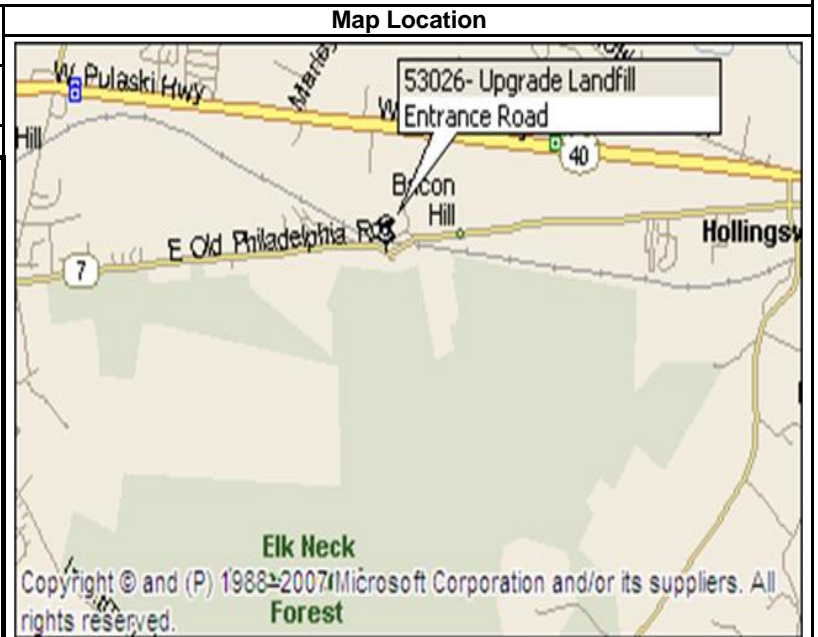 Map Location
W Pulaski Hwy
53026- Upgrade Landfill
Entrance Road
Hill
40
Bacon
Hill
E Old Philadelphia Rd
Hollingsw
7
Elk Neck
Forest
Copyright © and (P) 1988–2007 Microsoft Corporation and/or its suppliers. All
rights reserved.